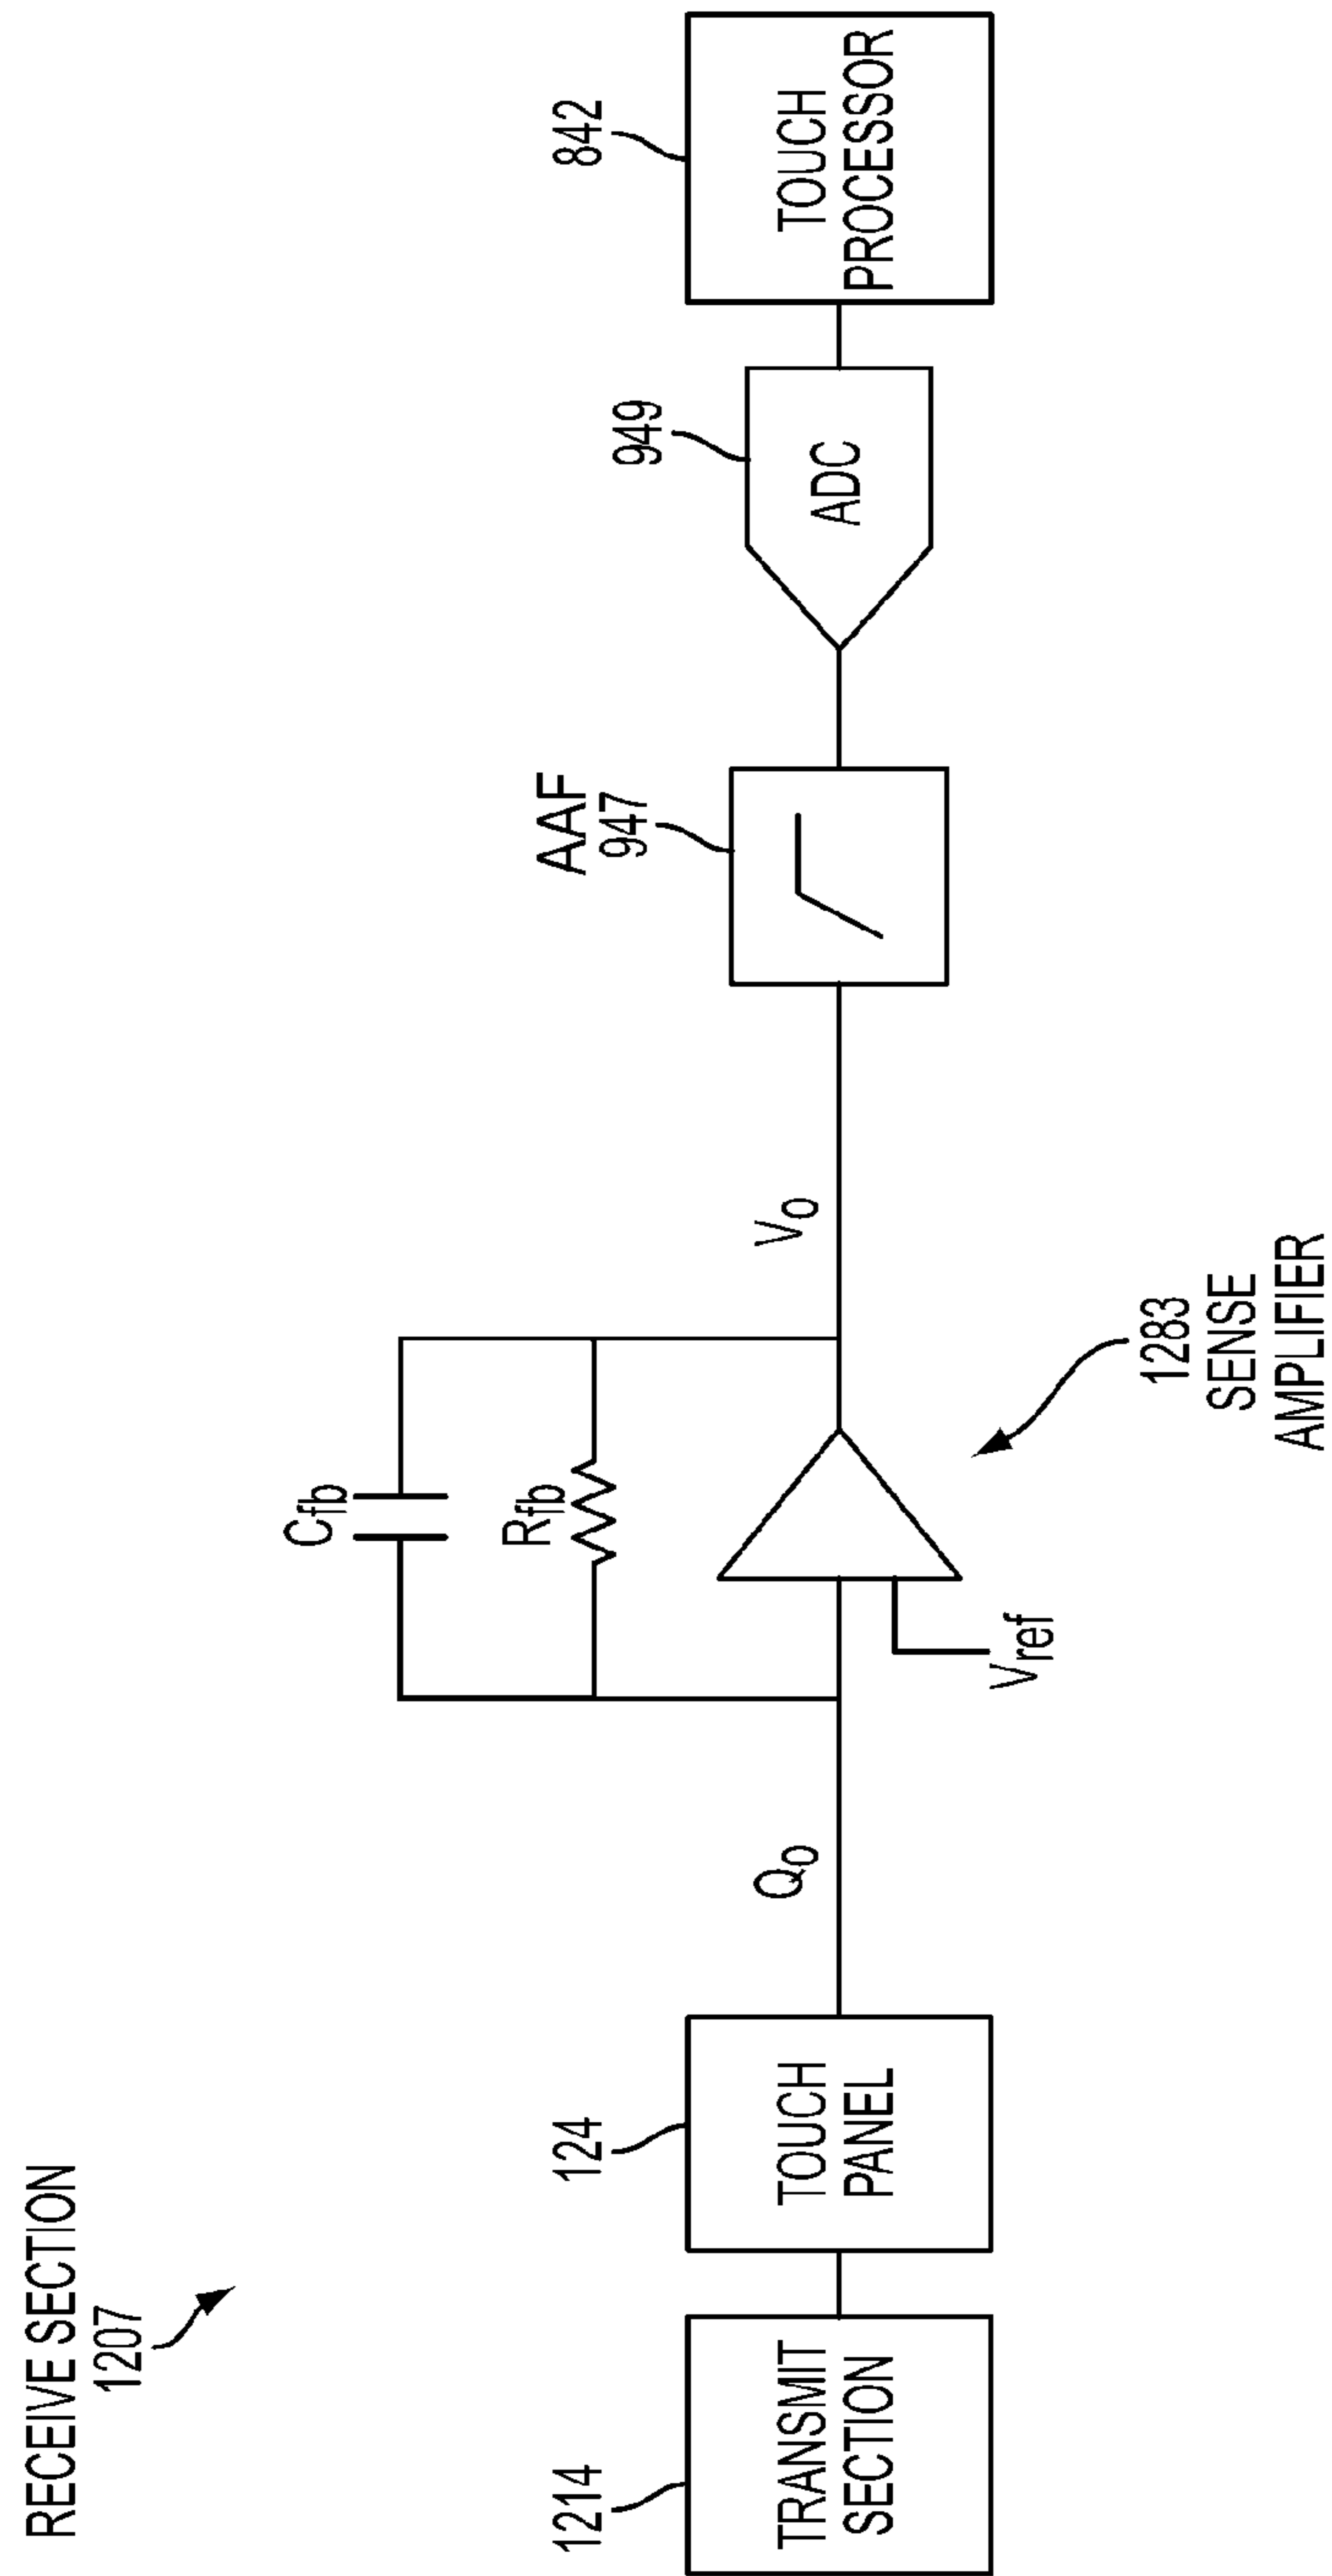 RECEIVE SECTION
1207
1214
TRANSMIT
SECTION
124
TOUCH
PANEL
Qo
Cfb
Rfb
Vref
Vo
1283
SENSE
AMPLIFIER
AAF
947
949
ADC
842
TOUCH
PROCESSOR